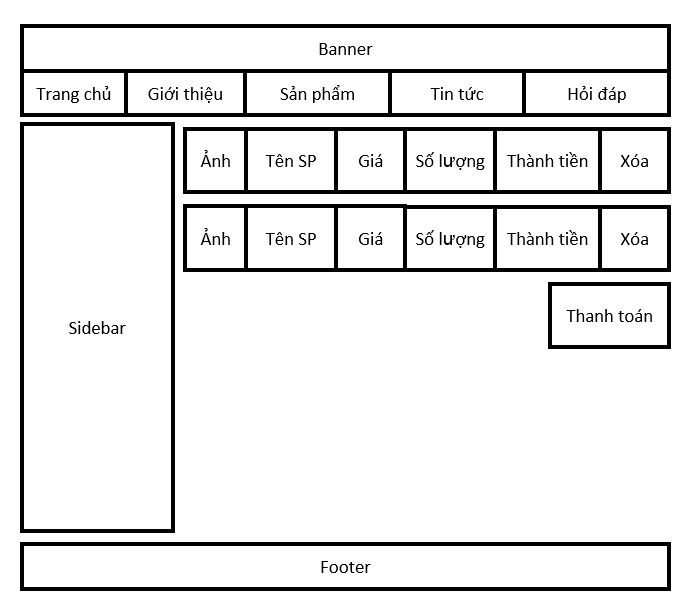 Banner
Trang chủ Giới thiệu Sản phẩm Tin tức Hỏi đáp
Ảnh Tên SP Giá Số lượng Thành tiền Xóa
Ảnh Tên SP Giá Số lượng Thành tiền Xóa
Thanh toán
Sidebar
Footer